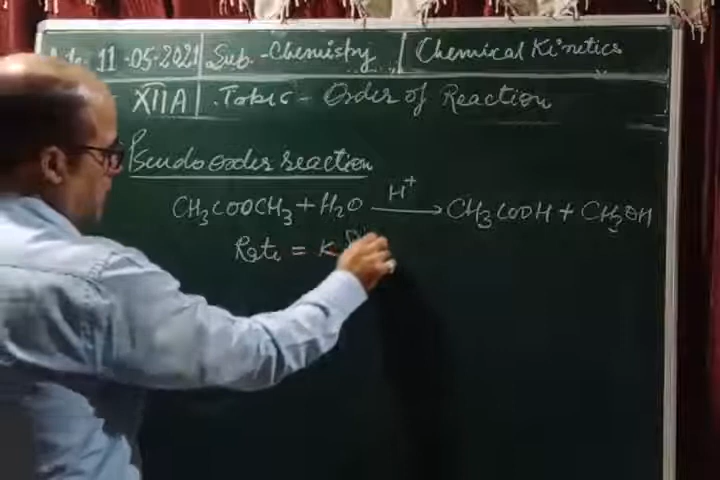 11-05-2021 Sub.-Chemistry Chemical Kinetics
XIIA Topic - Order of Reaction
Pseudo order reaction
CH₃COOCH₃ + H₂O H⁺ → CH₃COOH + CH₃OH
Rate = K